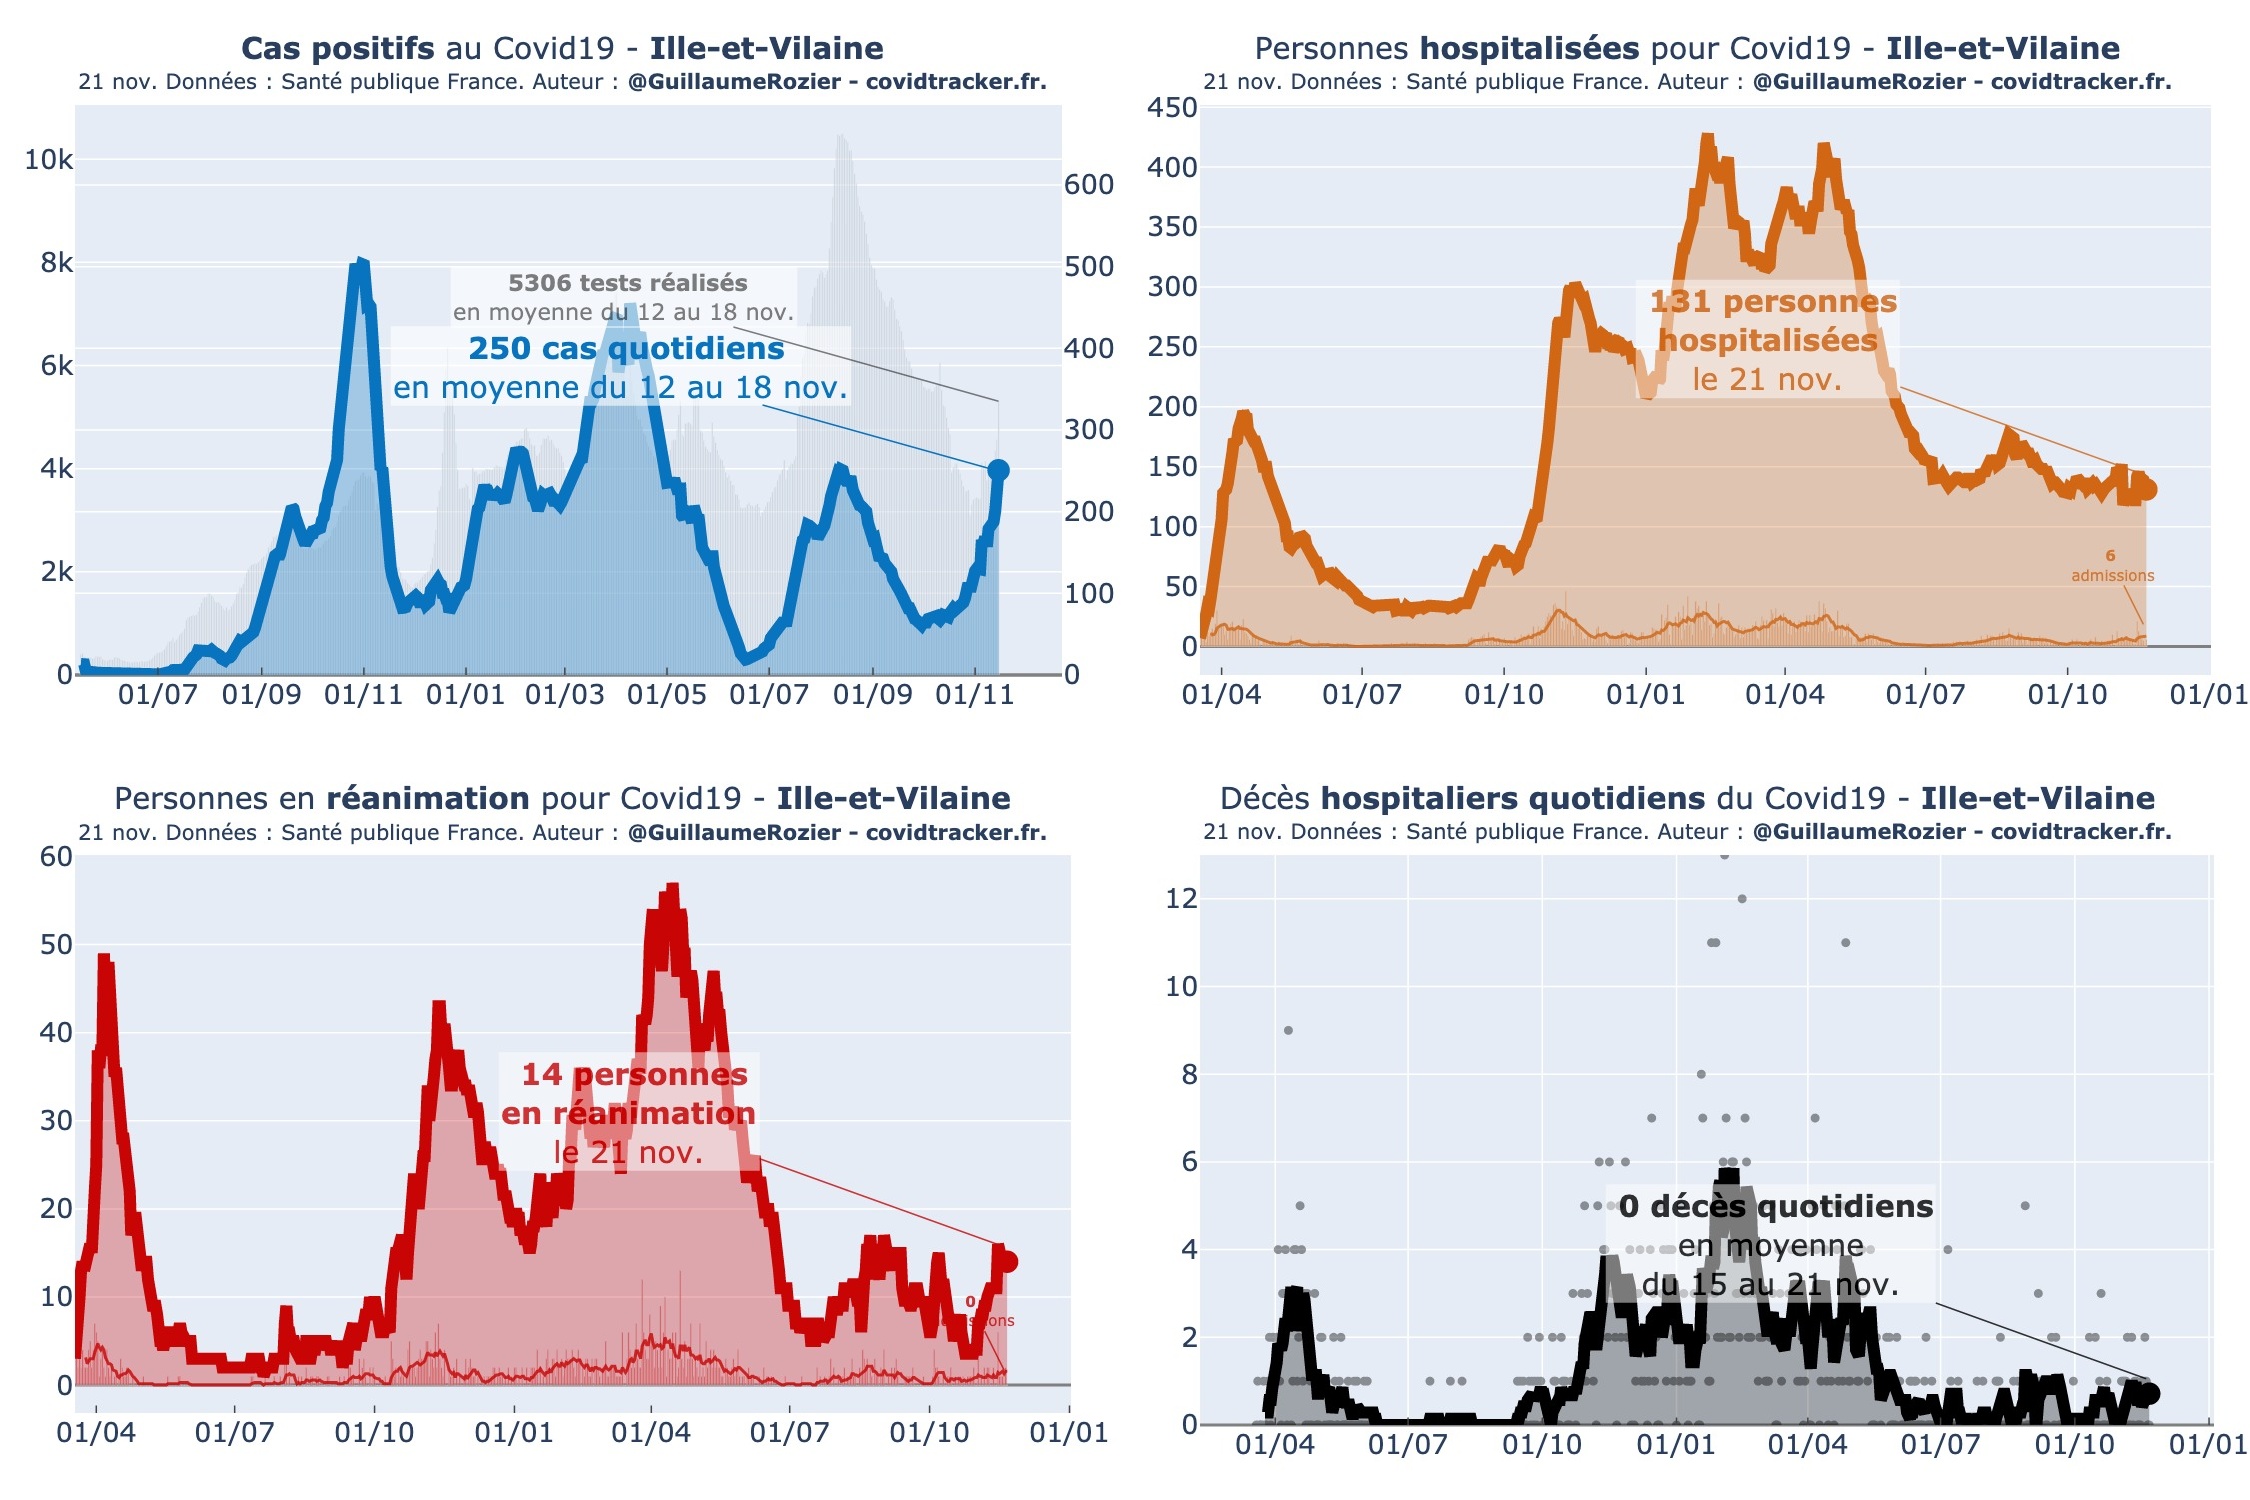 Cas positifs au Covid19 - Ille-et-Vilaine
21 nov. Données : Santé publique France. Auteur : @GuillaumeRozier - covidtracker.fr.
10k
8k
6k
4k
2k
0
600
500
400
300
200
100
0
5306 tests réalisés
en moyenne du 12 au 18 nov.
250 cas quotidiens
en moyenne du 12 au 18 nov.
01/07 01/09 01/11 01/01 01/03 01/05 01/07 01/09 01/11
Personnes hospitalisées pour Covid19 - Ille-et-Vilaine
21 nov. Données : Santé publique France. Auteur : @GuillaumeRozier - covidtracker.fr.
450
400
350
300
250
200
150
100
50
0
131 personnes
hospitalisées
le 21 nov.
6
admissions
01/04 01/07 01/10 01/01 01/04 01/07 01/10 01/01
Personnes en réanimation pour Covid19 - Ille-et-Vilaine
21 nov. Données : Santé publique France. Auteur : @GuillaumeRozier - covidtracker.fr.
60
50
40
30
20
10
0
14 personnes
en réanimation
le 21 nov.
0
admissions
01/04 01/07 01/10 01/01 01/04 01/07 01/10 01/01
Décès hospitaliers quotidiens du Covid19 - Ille-et-Vilaine
21 nov. Données : Santé publique France. Auteur : @GuillaumeRozier - covidtracker.fr.
12
10
8
6
4
2
0
0 décès quotidiens
en moyenne
du 15 au 21 nov.
01/04 01/07 01/10 01/01 01/04 01/07 01/10 01/01